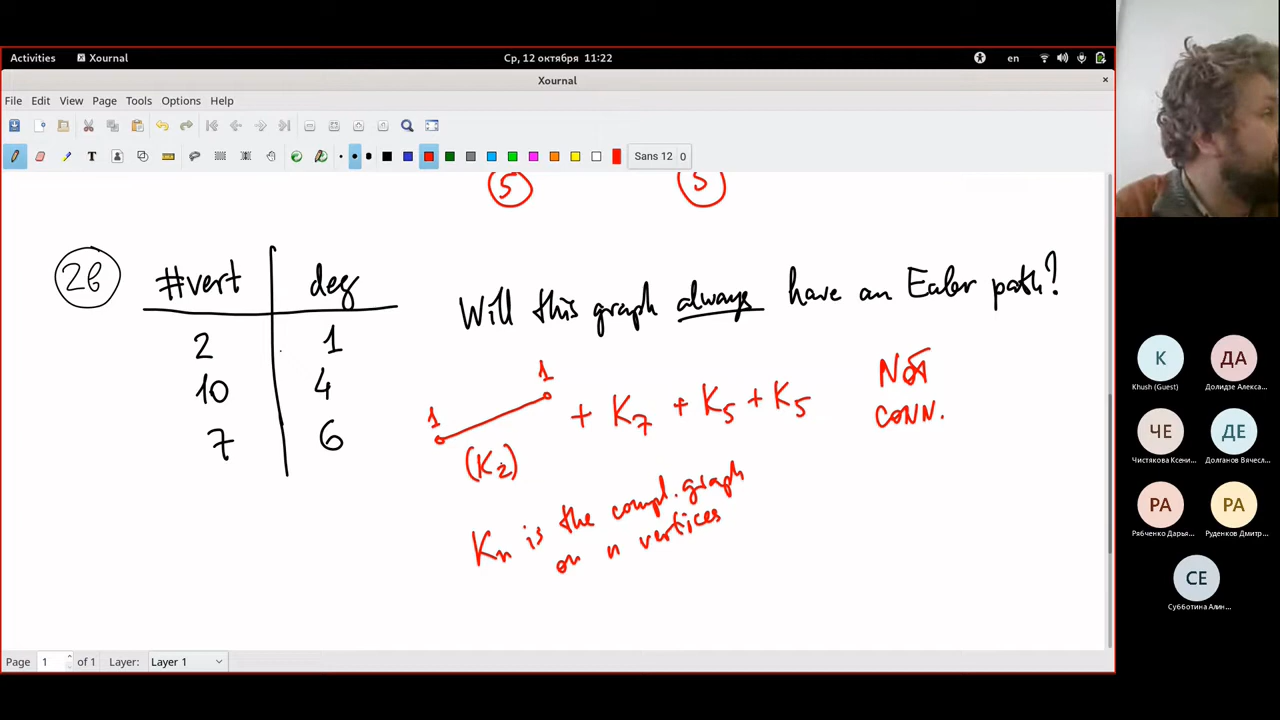 Activities Xournal Ср, 12 октября 11:22 en
Xournal
File Edit View Page Tools Options Help
T Sans 12 0
5 5
2в #vert deg
2 1
10 4
7 6
Will this graph always have an Euler path?
1 1
(K2) + K7 + K5 + K5
NOT
CONN.
Kn is the compl. graph
on n vertices
К Khush (Guest)
ДА Долидзе Алекса...
ЧЕ Чистякова Ксени...
ДЕ Долганов Вячесл...
РА Рябченко Дарья...
РА Руденков Дмитр...
СЕ Субботина Алин...
Page 1 of 1 Layer: Layer 1